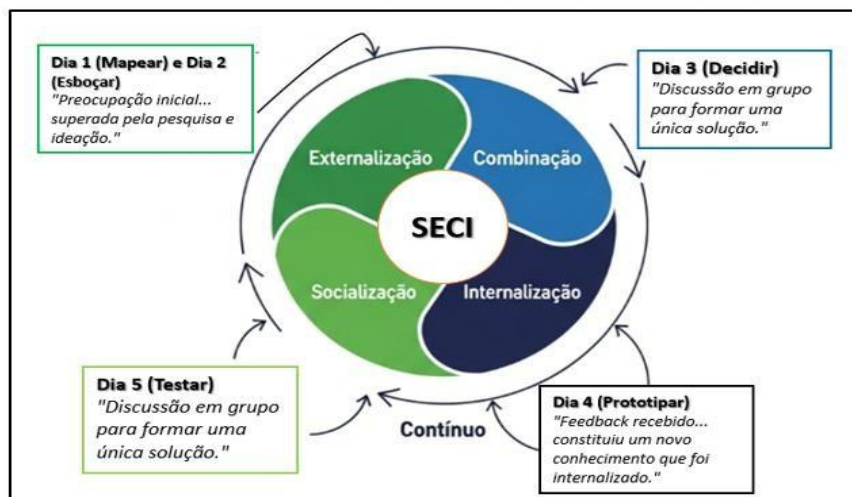 Dia 1 (Mapear) e Dia 2
(Esboçar)
"Preocupação inicial...
superada pela pesquisa e
ideação."
Dia 3 (Decidir)
"Discussão em grupo
para formar uma
única solução."
Externalização
Combinação
SECI
Socialização
Internalização
Dia 5 (Testar)
"Discussão em grupo
para formar uma
única solução."
Contínuo
Dia 4 (Prototipar)
"Feedback recebido...
constituiu um novo
conhecimento que foi
internalizado."